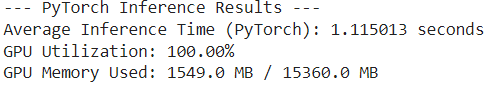 --- PyTorch Inference Results ---
Average Inference Time (PyTorch): 1.115013 seconds
GPU Utilization: 100.00%
GPU Memory Used: 1549.0 MB / 15360.0 MB